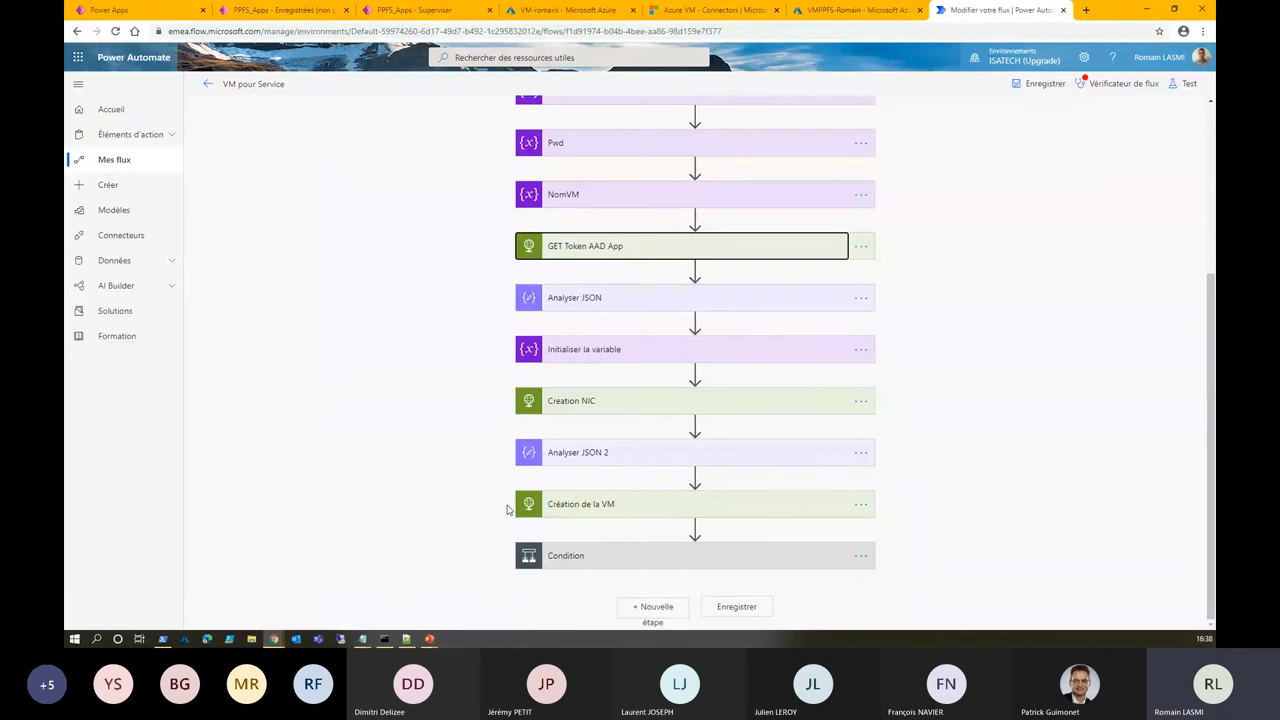 Power Apps
PPFS_Apps - Enregistrées (non p
PPFS_Apps - Superviser
VM-romainl - Microsoft Azure
Azure VM - Connectors | Micros
VMPPFS-Romain - Microsoft Az
Modifier votre flux | Power Auto
emea.flow.microsoft.com/manage/environments/Default-59974260-6d17-49d7-b492-1c295832012e/flows/f1d91974-b04b-4bee-aa86-98d159e7f377
Power Automate
Rechercher des ressources utiles
Environnements
ISATECH (Upgrade)
Romain LASMI
VM pour Service
Enregistrer
Vérificateur de flux
Test
Accueil
Éléments d'action
Mes flux
Créer
Modèles
Connecteurs
Données
AI Builder
Solutions
Formation
Pwd
NomVM
GET Token AAD App
Analyser JSON
Initialiser la variable
Creation NIC
Analyser JSON 2
Création de la VM
Condition
+ Nouvelle
étape
Enregistrer
16:38
+5
YS
BG
MR
RF
DD
JP
LJ
JL
FN
RL
Dimitri Delizee
Jérémy PETIT
Laurent JOSEPH
Julien LEROY
François NAVIER
Patrick Guimonet
Romain LASMI